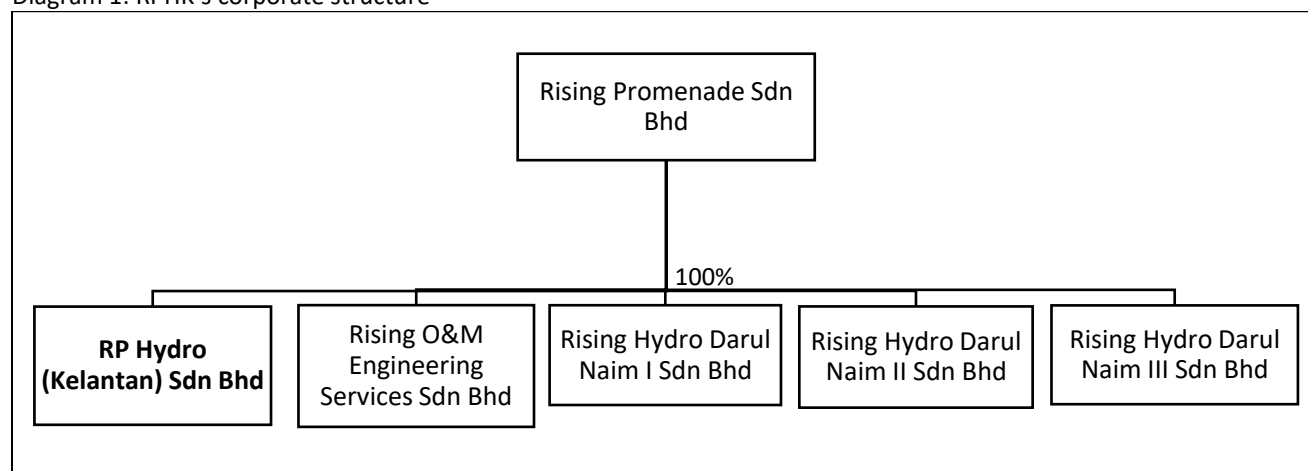 Diagram 1: RPHK's corporate structure
Rising Promenade Sdn
Bhd
100%
RP Hydro
(Kelantan) Sdn Bhd
Rising O&M
Engineering
Services Sdn Bhd
Rising Hydro Darul
Naim I Sdn Bhd
Rising Hydro Darul
Naim II Sdn Bhd
Rising Hydro Darul
Naim III Sdn Bhd